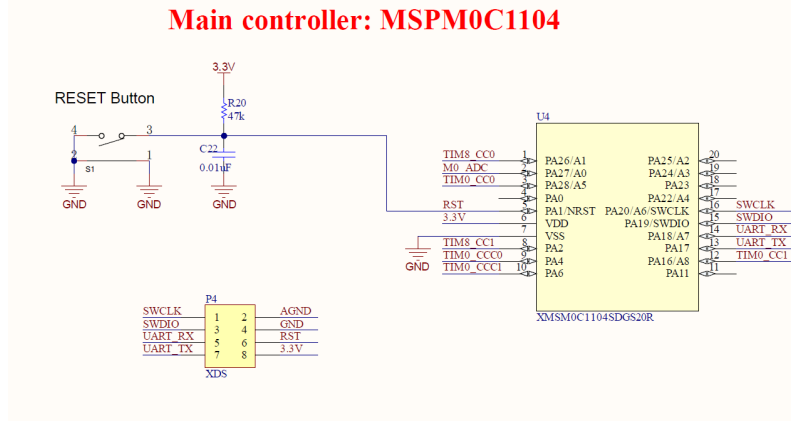 Main controller: MSPM0C1104
3.3V
RESET Button
R20
47k
4
3
C22
0.01uF
2
1
S1
GND
GND
GND
U4
TIM8_CC0 1 PA26/A1 PA25/A2 20
M0_ADC 2 PA27/A0 PA24/A3 19
TIM0_CC0 3 PA28/A5 PA23 18
4 PA0 PA22/A4 17
RST 5 PA1/NRST PA20/A6/SWCLK 16 SWCLK
3.3V 6 VDD PA19/SWDIO 15 SWDIO
7 VSS PA18/A7 14 UART_RX
TIM8_CC1 8 PA2 PA17 13 UART_TX
TIM0_CCC0 9 PA4 PA16/A8 12 TIM0_CC1
TIM0_CCC1 10 PA6 PA11 11
GND
XMSM0C1104SDGS20R
P4
SWCLK 1 2 AGND
SWDIO 3 4 GND
UART_RX 5 6 RST
UART_TX 7 8 3.3V
XDS